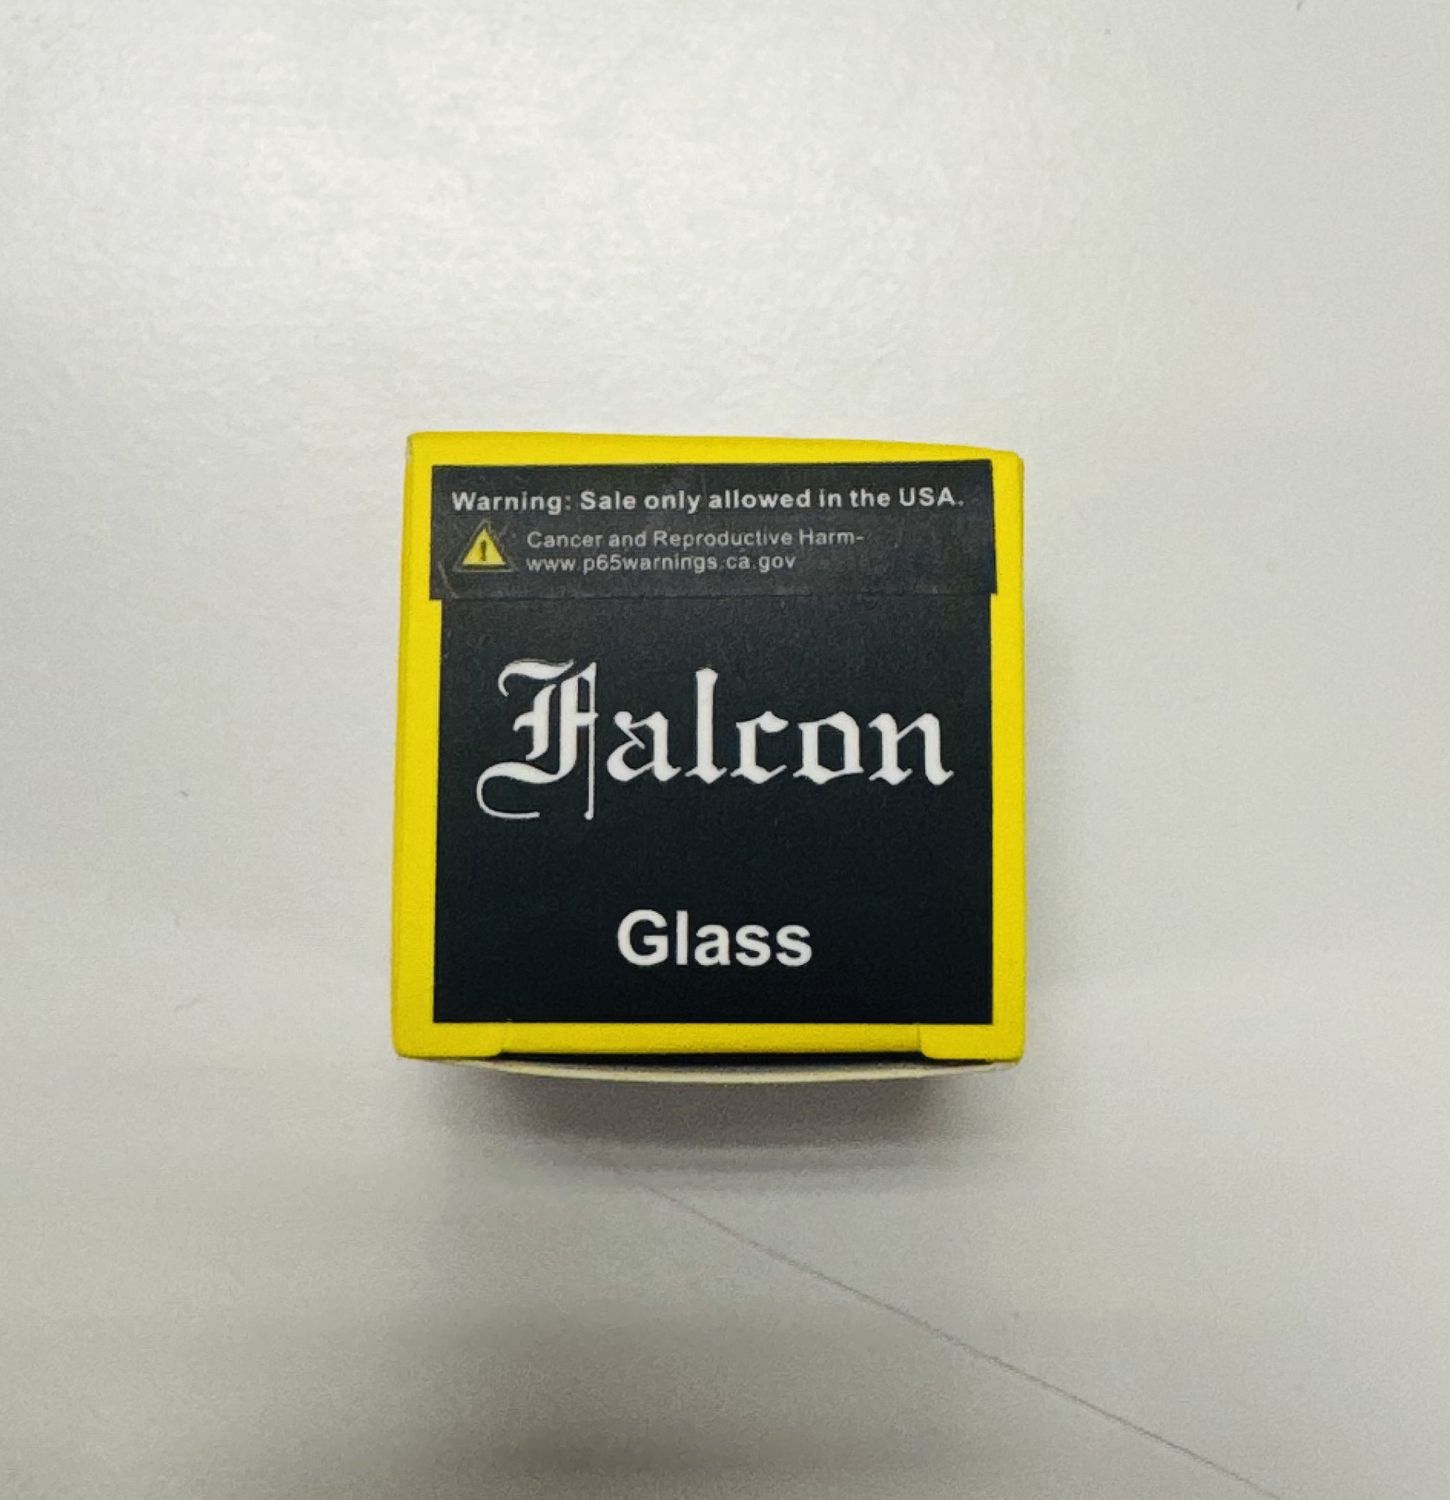 Warning: Sale only allowed in the USA.
Cancer and Reproductive Harm-
www.p65warnings.ca.gov
Falcon
Glass